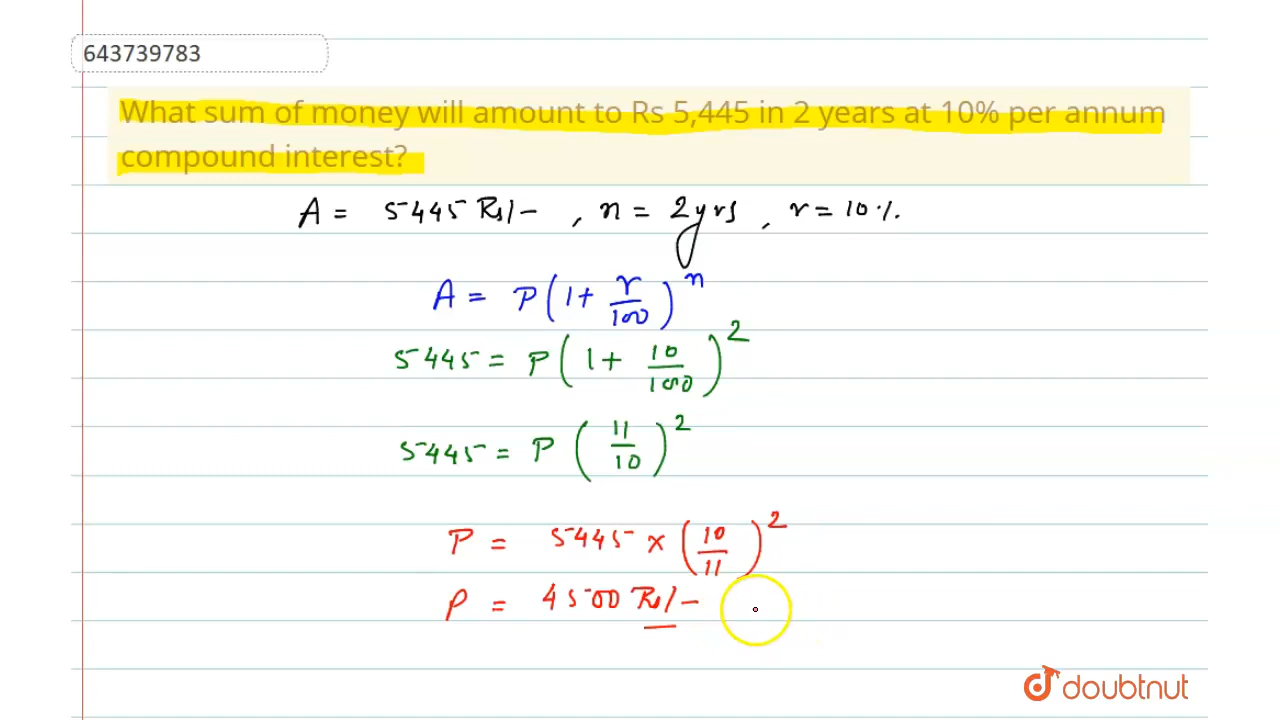 643739783
What sum of money will amount to Rs 5,445 in 2 years at 10% per annum
compound interest?
A = 5445 Rs/- , n = 2yrs , r = 10%.
A = P(1 + r/100)^n
5445 = P(1 + 10/100)^2
5445 = P(11/10)^2
P = 5445 × (10/11)^2
P = 4500 Rs/-
doubtnut